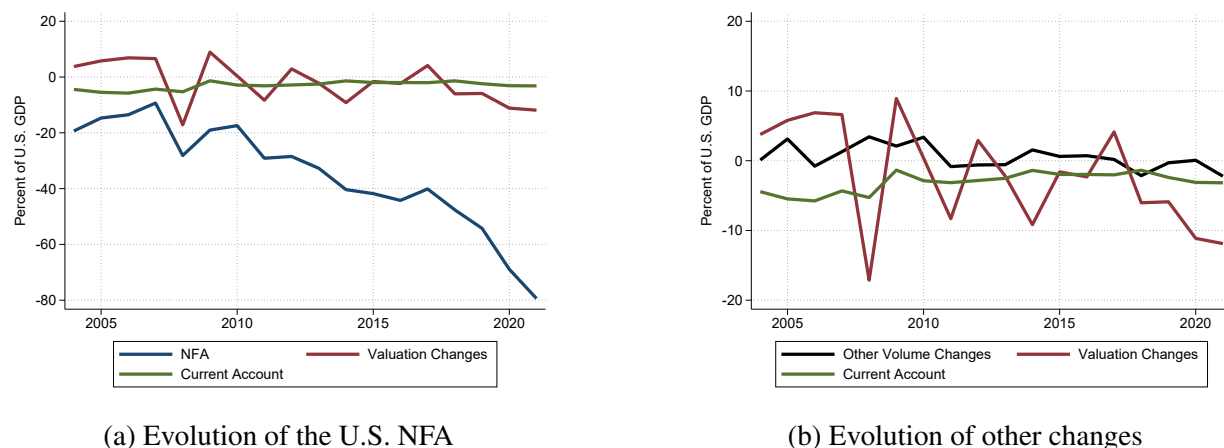 20
0
-20
-40
-60
-80
Percent of U.S. GDP
2005 2010 2015 2020
NFA Valuation Changes
Current Account
(a) Evolution of the U.S. NFA
20
10
0
-10
-20
Percent of U.S. GDP
2005 2010 2015 2020
Other Volume Changes Valuation Changes
Current Account
(b) Evolution of other changes